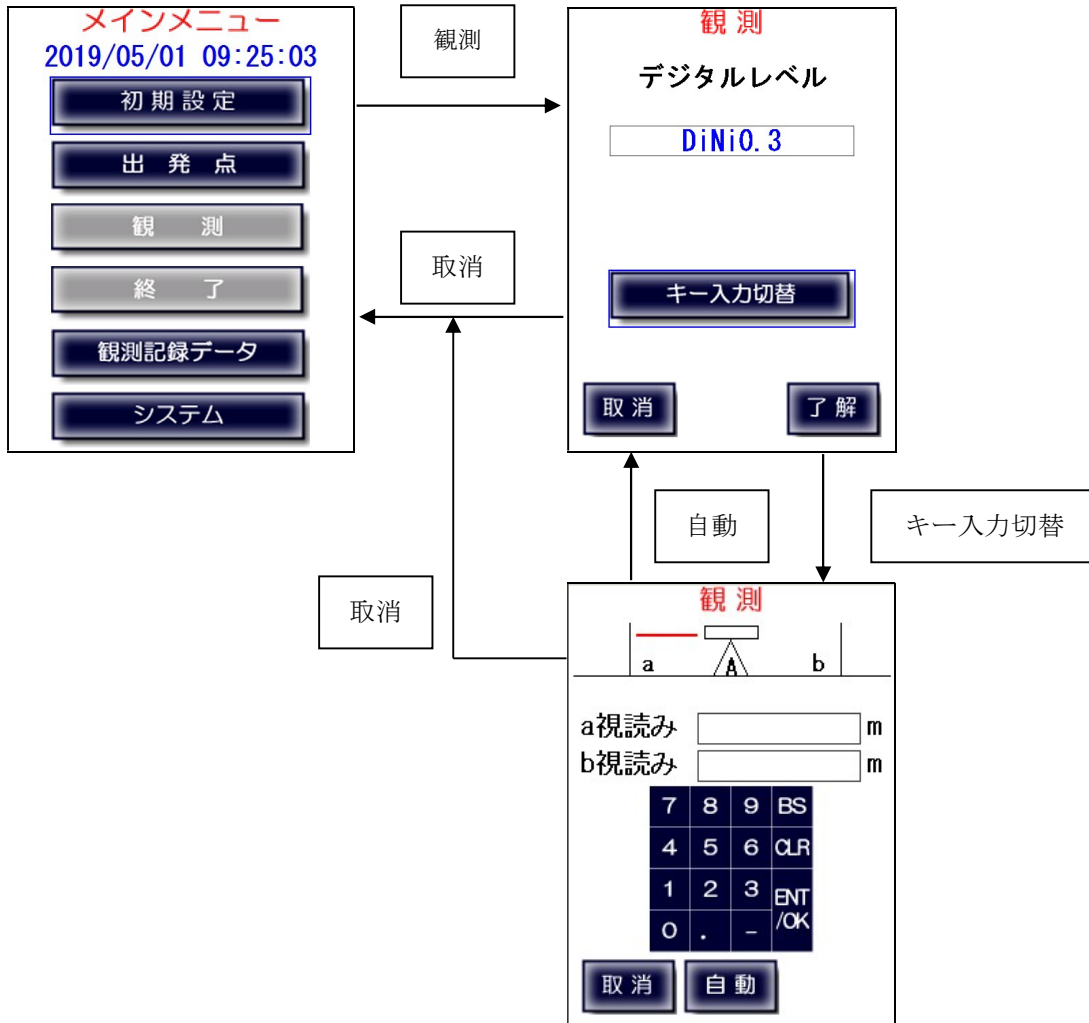 メインメニュー
2019/05/01 09:25:03
初期設定
出 発 点
観 測
終 了
観測記録データ
システム
観測
取消
観 測
デジタルレベル
DiNi0.3
キー入力切替
取 消
了 解
自動
キー入力切替
取消
観 測
a A b
a視読み m
b視読み m
7 8 9 BS
4 5 6 CLR
1 2 3 ENT
/OK
0 . -
取 消
自 動